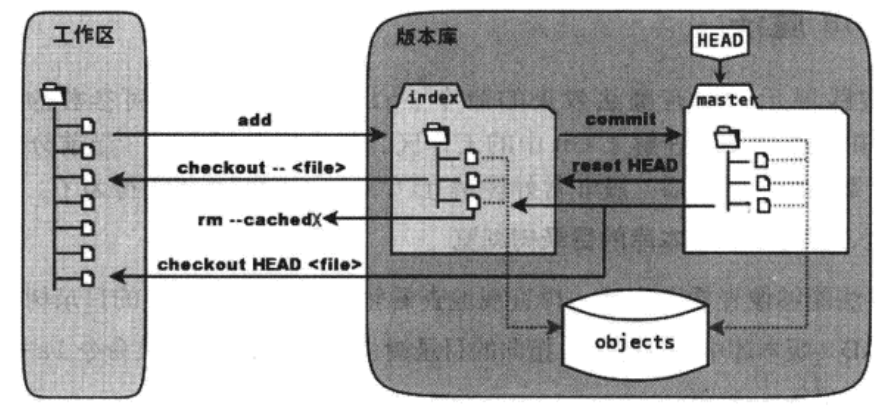 工作区
版本库
HEAD
index
master
add
commit
checkout -- <file>
reset HEAD
rm --cached
checkout HEAD <file>
objects